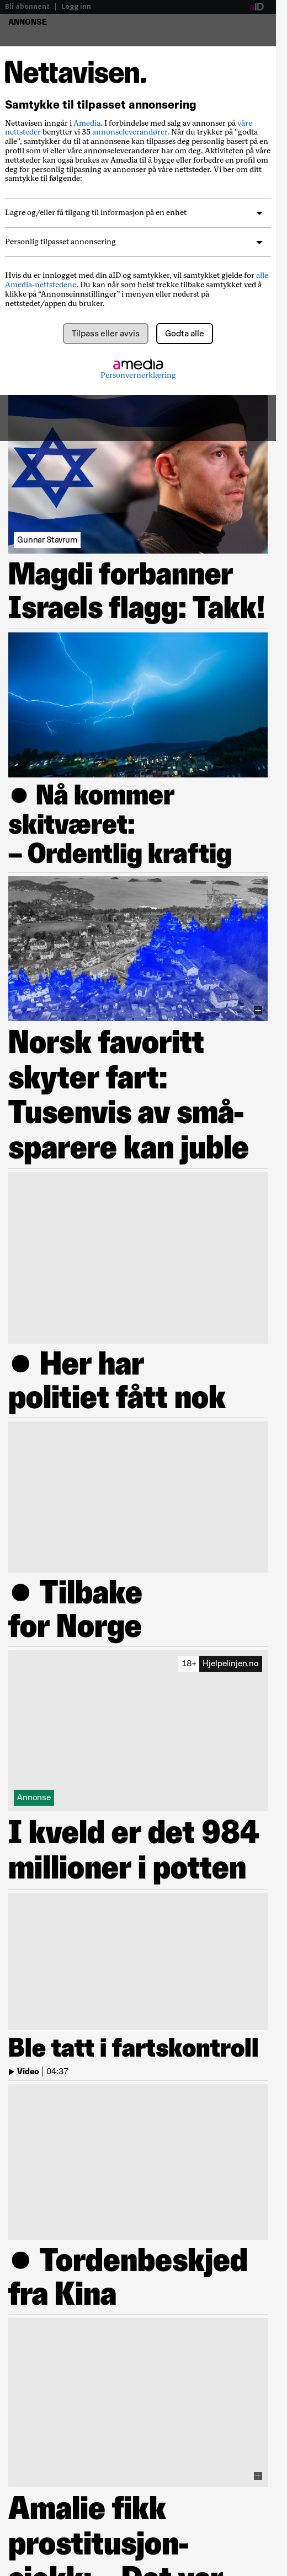 Bli abonnent | Logg inn
aID
ANNONSE
Nettavisen.
Samtykke til tilpasset annonsering
Nettavisen inngår i Amedia. I forbindelse med salg av annonser på våre
nettsteder benytter vi 35 annonseleverandører. Når du trykker på "godta
alle", samtykker du til at annonsene kan tilpasses deg personlig basert på en
profil som vi eller våre annonseleverandører har om deg. Aktiviteten på våre
nettsteder kan også brukes av Amedia til å bygge eller forbedre en profil om
deg for personlig tilpasning av annonser på våre nettsteder. Vi ber om ditt
samtykke til følgende:
Lagre og/eller få tilgang til informasjon på en enhet
Personlig tilpasset annonsering
Hvis du er innlogget med din aID og samtykker, vil samtykket gjelde for alle
Amedia-nettstedene. Du kan når som helst trekke tilbake samtykket ved å
klikke på “Annonseinnstillinger” i menyen eller nederst på
nettstedet/appen du bruker.
Tilpass eller avvis
Godta alle
amedia
Personvernerklæring
Gunnar Stavrum
Magdi forbanner
Israels flagg: Takk!
● Nå kommer
skitværet:
– Ordentlig kraftig
Norsk favoritt
skyter fart:
Tusenvis av små-
sparere kan juble
● Her har
politiet fått nok
● Tilbake
for Norge
18+ Hjelpelinjen.no
Annonse
I kveld er det 984
millioner i potten
Ble tatt i fartskontroll
Video | 04:37
● Tordenbeskjed
fra Kina
Amalie fikk
prostitusjon-